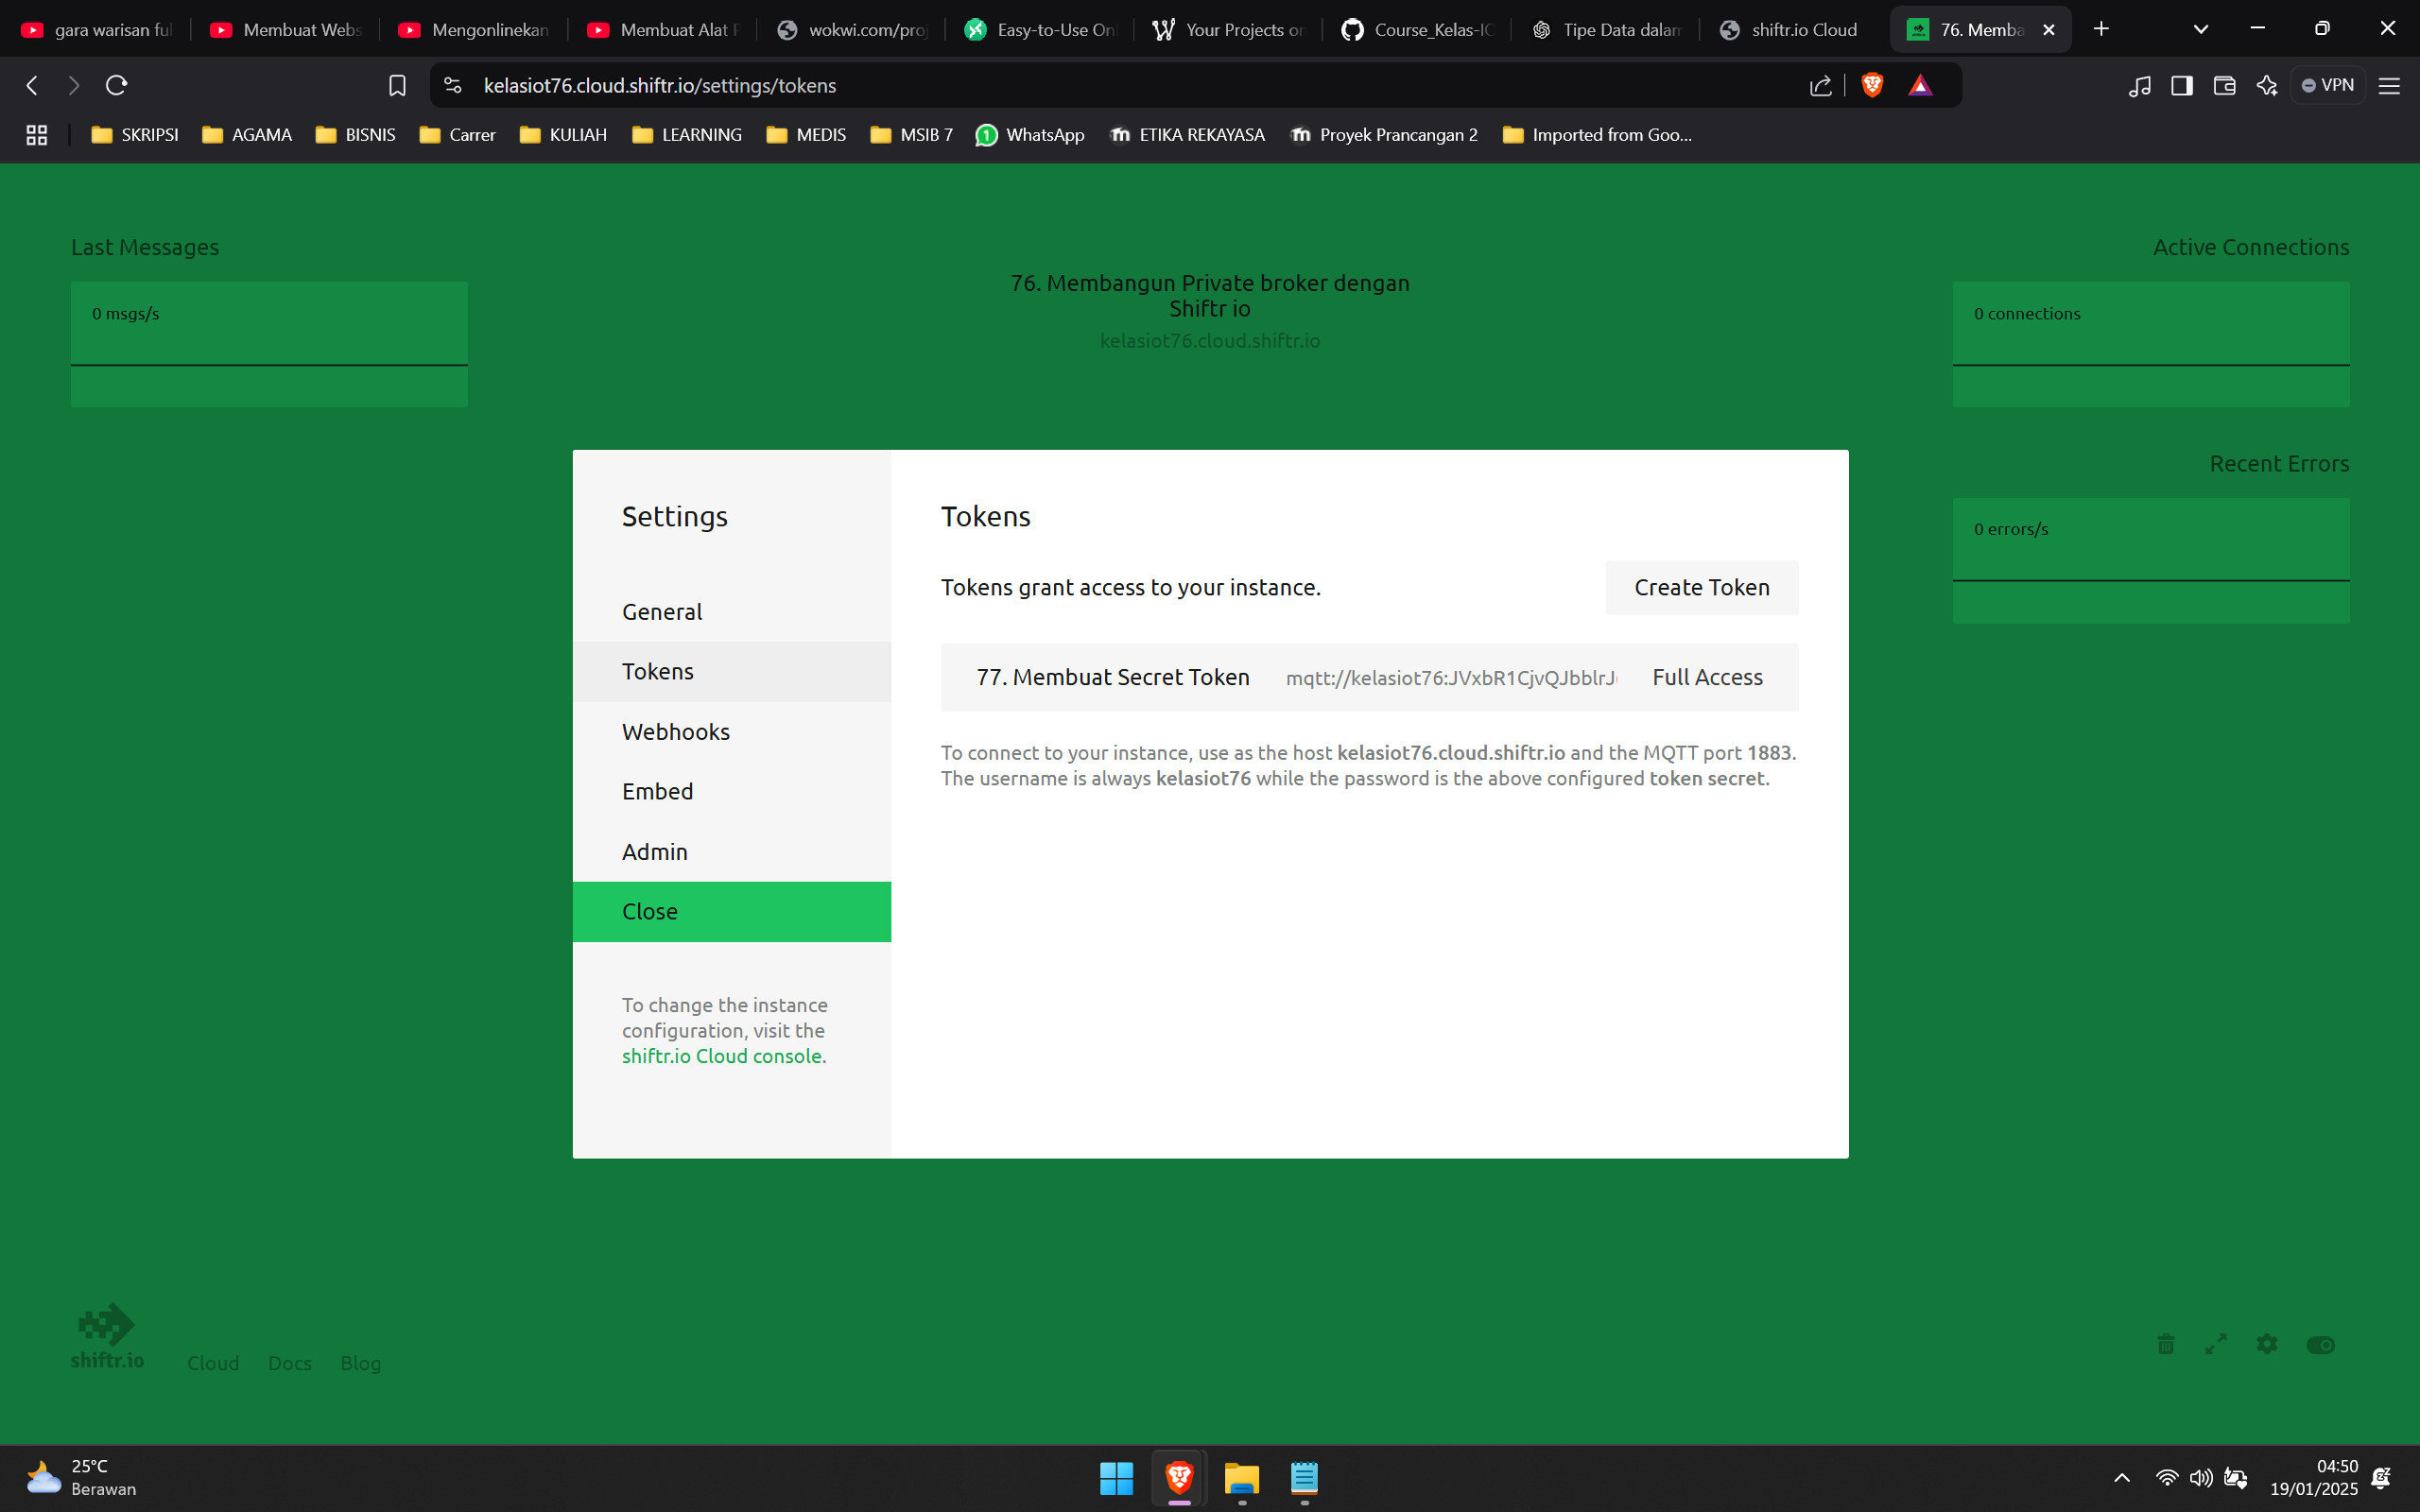 gara warisan ful
Membuat Webs
Mengonlinekan
Membuat Alat P
wokwi.com/proj
Easy-to-Use On
Your Projects on
Course_Kelas-IO
Tipe Data dalam
shiftr.io Cloud
76. Memba
kelasiot76.cloud.shiftr.io/settings/tokens
VPN
SKRIPSI
AGAMA
BISNIS
Carrer
KULIAH
LEARNING
MEDIS
MSIB 7
WhatsApp
ETIKA REKAYASA
Proyek Prancangan 2
Imported from Goo...
Last Messages
0 msgs/s
76. Membangun Private broker dengan
Shiftr io
kelasiot76.cloud.shiftr.io
Active Connections
0 connections
Recent Errors
0 errors/s
Settings
General
Tokens
Webhooks
Embed
Admin
Close
To change the instance
configuration, visit the
shiftr.io Cloud console.
Tokens
Tokens grant access to your instance.
Create Token
77. Membuat Secret Token
mqtt://kelasiot76:JVxbR1CjvQJbblrJ
Full Access
To connect to your instance, use as the host kelasiot76.cloud.shiftr.io and the MQTT port 1883.
The username is always kelasiot76 while the password is the above configured token secret.
shiftr.io
Cloud
Docs
Blog
25°C
Berawan
04:50
19/01/2025